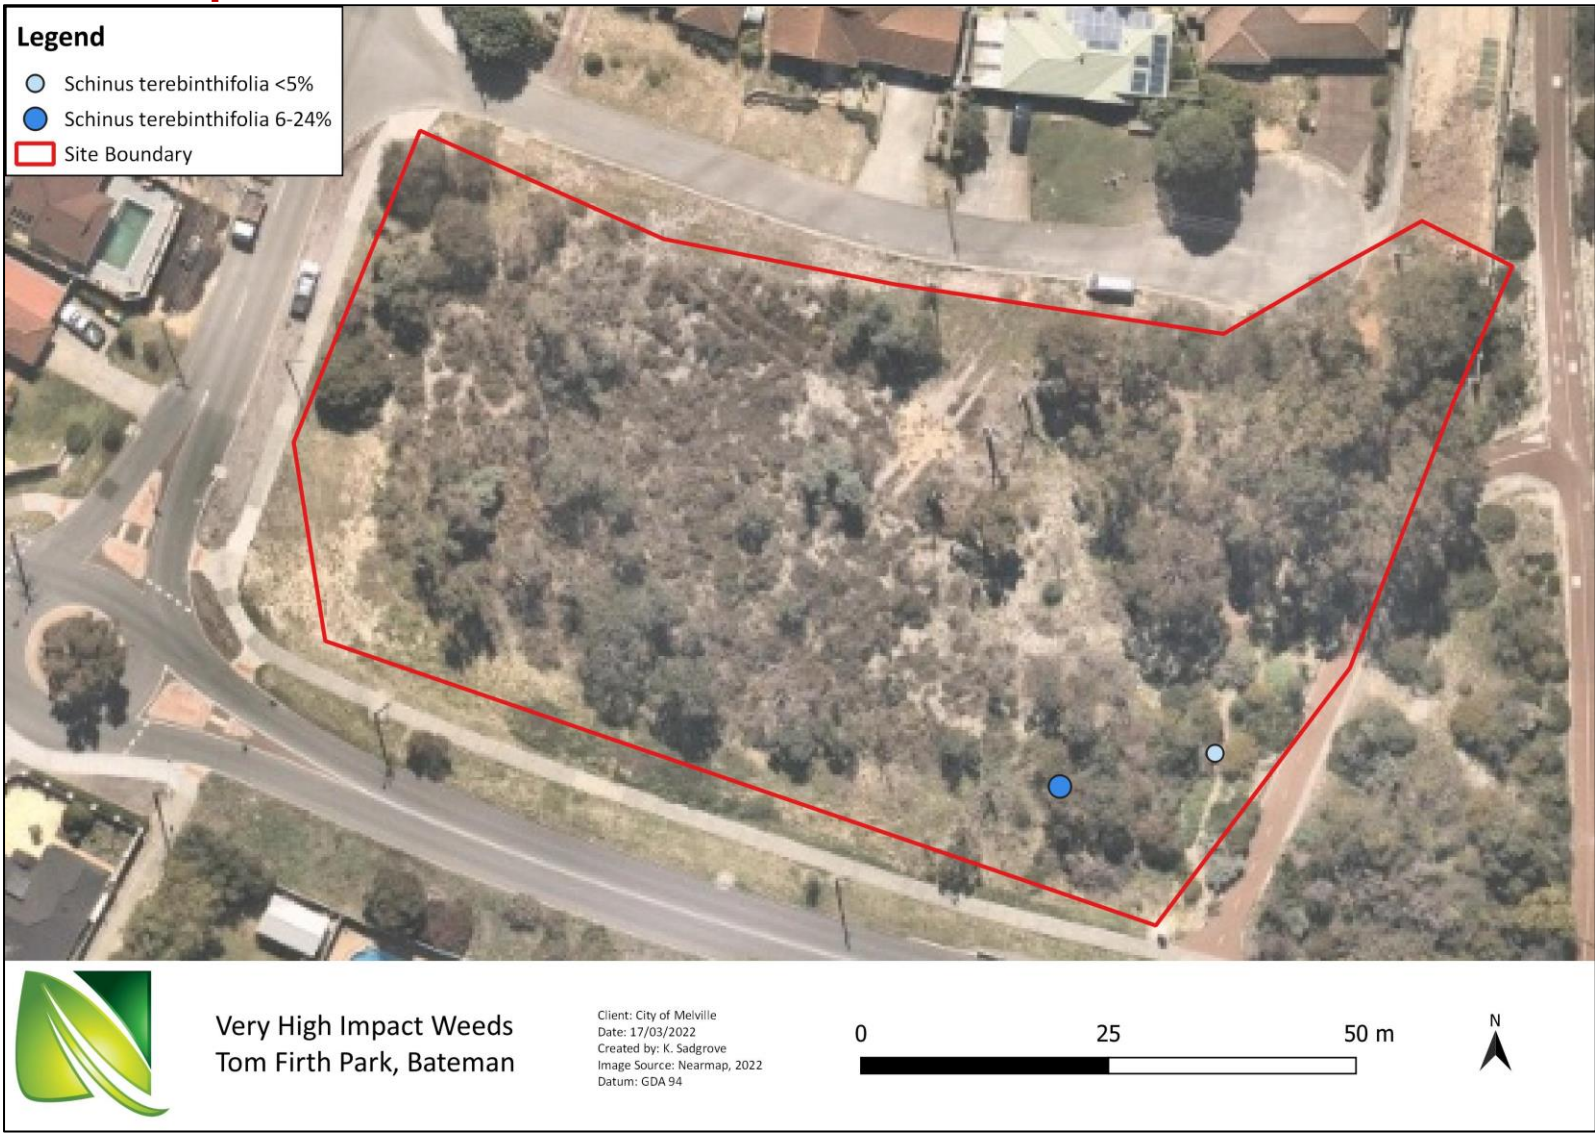 Legend
Schinus terebinthifolia <5%
Schinus terebinthifolia 6-24%
Site Boundary
Very High Impact Weeds
Tom Firth Park, Bateman
Client: City of Melville
Date: 17/03/2022
Created by: K. Sadgrove
Image Source: Nearmap, 2022
Datum: GDA 94
0 25 50 m
N